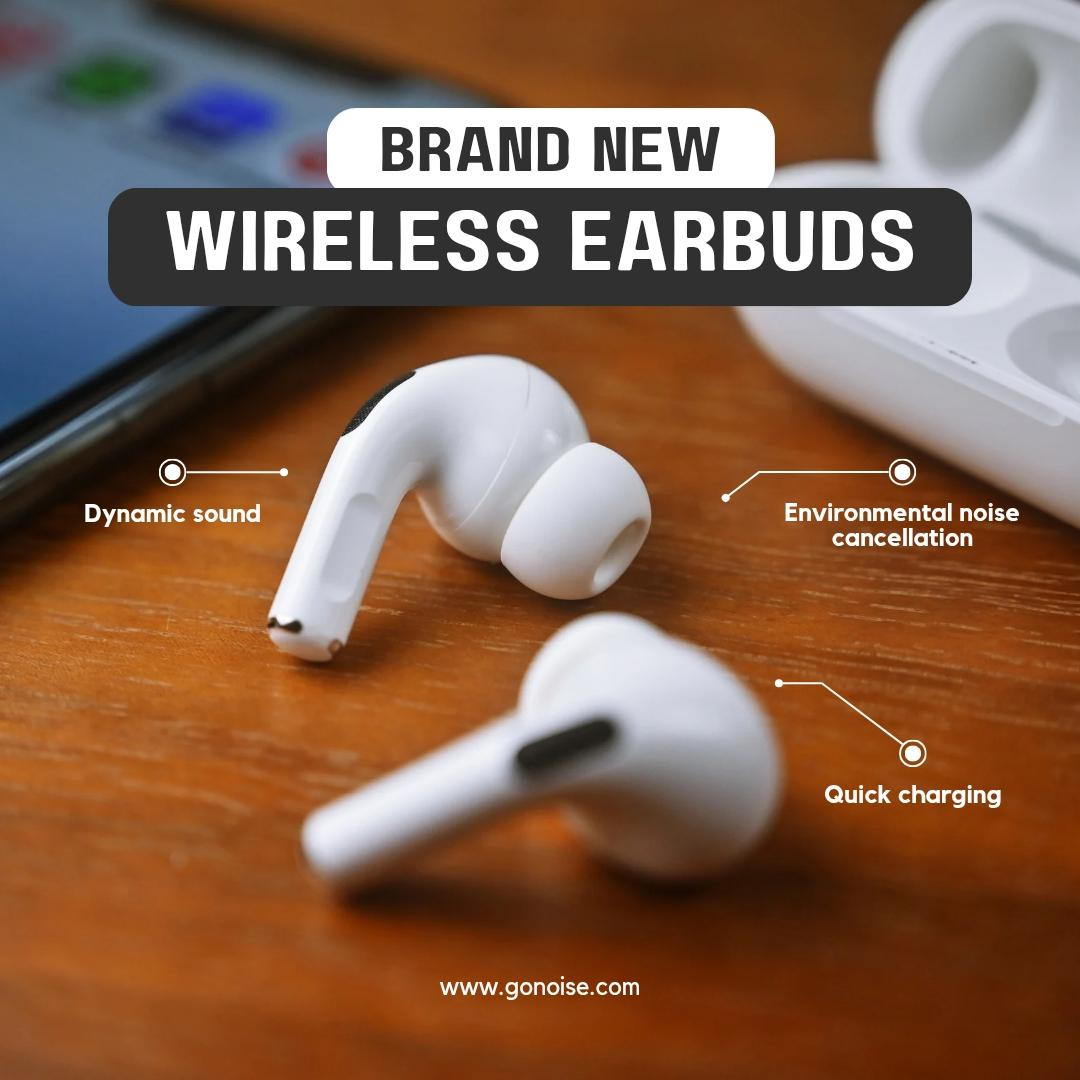 BRAND NEW
WIRELESS EARBUDS
Dynamic sound
Environmental noise
cancellation
Quick charging
www.gonoise.com